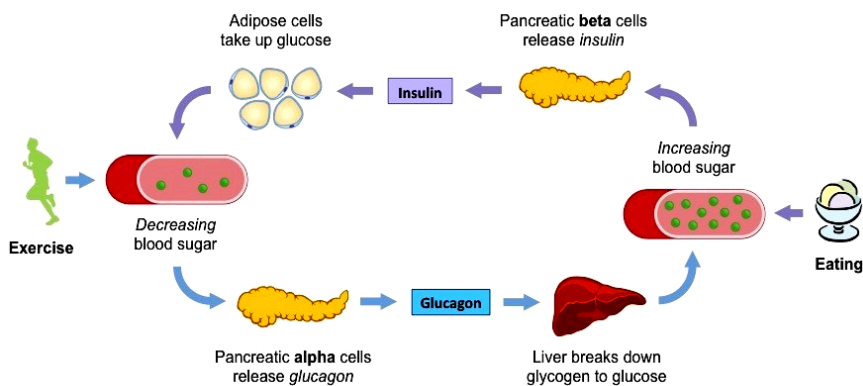 Adipose cells
take up glucose
Pancreatic beta cells
release insulin
Insulin
Increasing
blood sugar
Exercise
Decreasing
blood sugar
Eating
Glucagon
Pancreatic alpha cells
release glucagon
Liver breaks down
glycogen to glucose